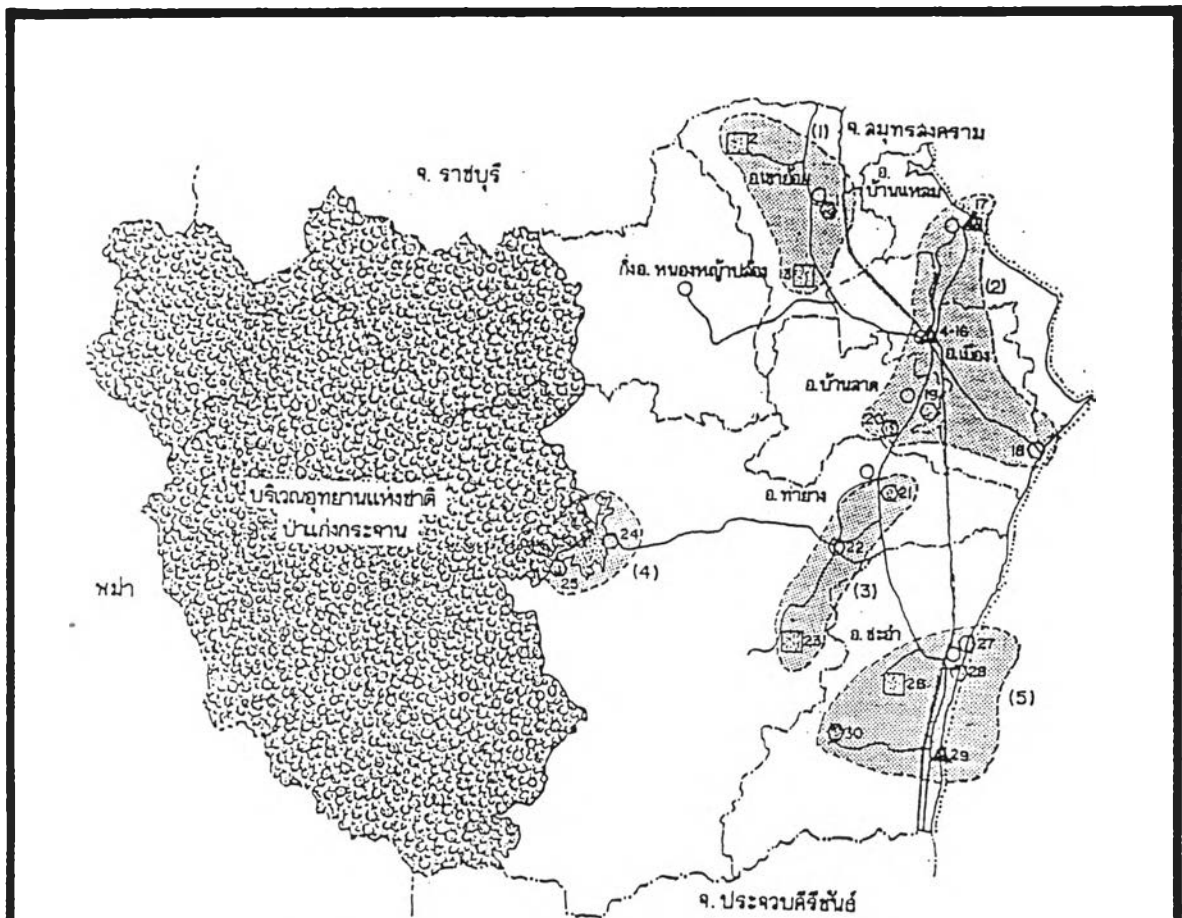 จ. ราชบุรี
(1)
จ. สมุทรสงคราม
2
อ.เขาย้อย
อ.
บ้านแหลม
17
กิ่งอ. หนองหญ้าปล้อง
3
(2)
4-16
อ.เมือง
อ. บ้านลาด
19
20
18
บริเวณอุทยานแห่งชาติ
ป่าแก่งกระจาน
อ. ท่ายาง
21
24
22
25
(4)
(3)
พม่า
23
อ. ชะอำ
27
28
28
(5)
30
29
จ. ประจวบคีรีขันธ์